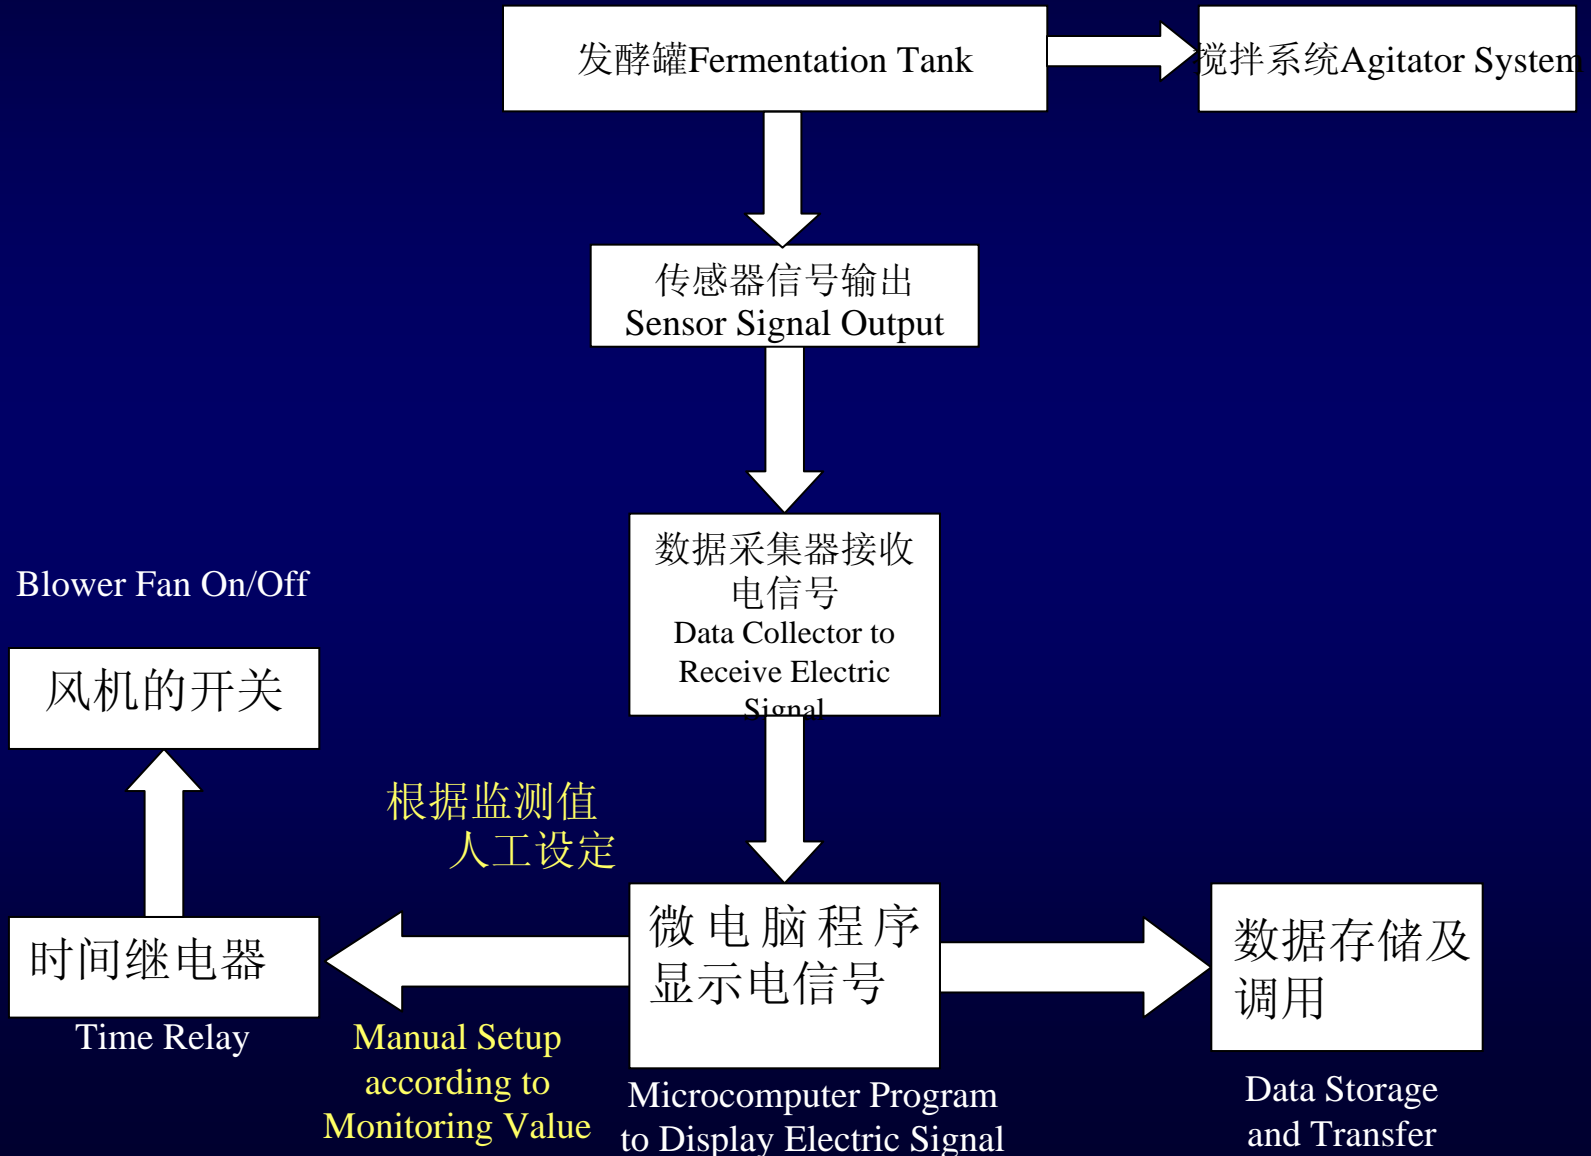 发酵罐Fermentation Tank
搅拌系统Agitator System
传感器信号输出
Sensor Signal Output
数据采集器接收
电信号
Data Collector to
Receive Electric
Signal
Blower Fan On/Off
风机的开关
根据监测值
人工设定
时间继电器
Time Relay
Manual Setup
according to
Monitoring Value
微电脑程序
显示电信号
Microcomputer Program
to Display Electric Signal
数据存储及
调用
Data Storage
and Transfer